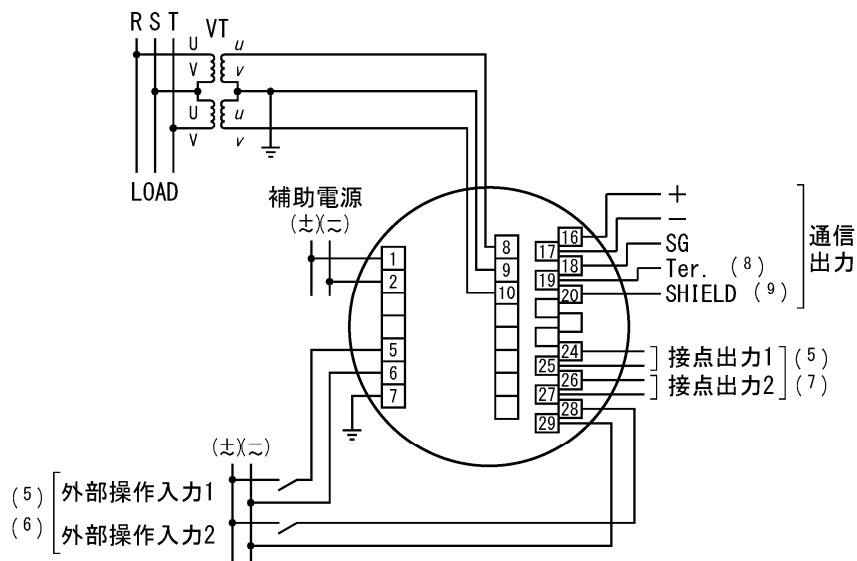 R S T VT
U u
V v
U u
V v
LOAD
補助電源
(±)(−)
~ ~
1
2
5
6
7
8
9
10
16
17
18
19
20
24
25
26
27
28
29
+
−
SG
Ter. (8)
SHIELD (9)
通信
出力
接点出力1 (5)
接点出力2 (7)
(±)(−)
~ ~
(5) 外部操作入力1
(6) 外部操作入力2